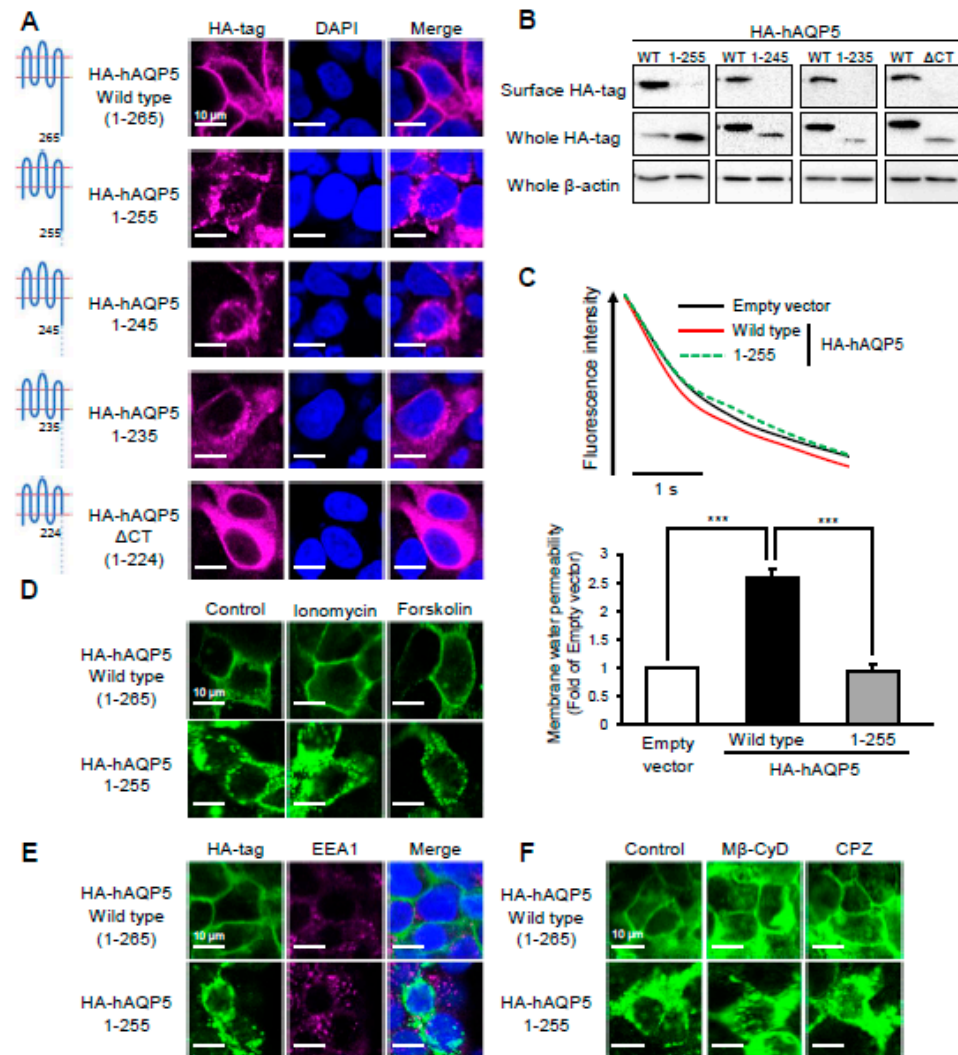 A
HA-tag DAPI Merge
HA-hAQP5
Wild type
(1-265)
10 μm
265
HA-hAQP5
1-255
255
HA-hAQP5
1-245
245
HA-hAQP5
1-235
235
HA-hAQP5
ΔCT
(1-224)
224
B
HA-hAQP5
WT 1-255 WT 1-245 WT 1-235 WT ΔCT
Surface HA-tag
Whole HA-tag
Whole β-actin
C
Fluorescence intensity
Empty vector
Wild type
1-255
HA-hAQP5
1 s
*** ***
Membrane water permeability
(Fold of Empty vector)
3
2.5
2
1.5
1
0.5
0
Empty
vector
Wild type 1-255
HA-hAQP5
D
Control Ionomycin Forskolin
HA-hAQP5
Wild type
(1-265)
10 μm
HA-hAQP5
1-255
E
HA-tag EEA1 Merge
HA-hAQP5
Wild type
(1-265)
10 μm
HA-hAQP5
1-255
F
Control Mβ-CyD CPZ
HA-hAQP5
Wild type
(1-265)
10 μm
HA-hAQP5
1-255